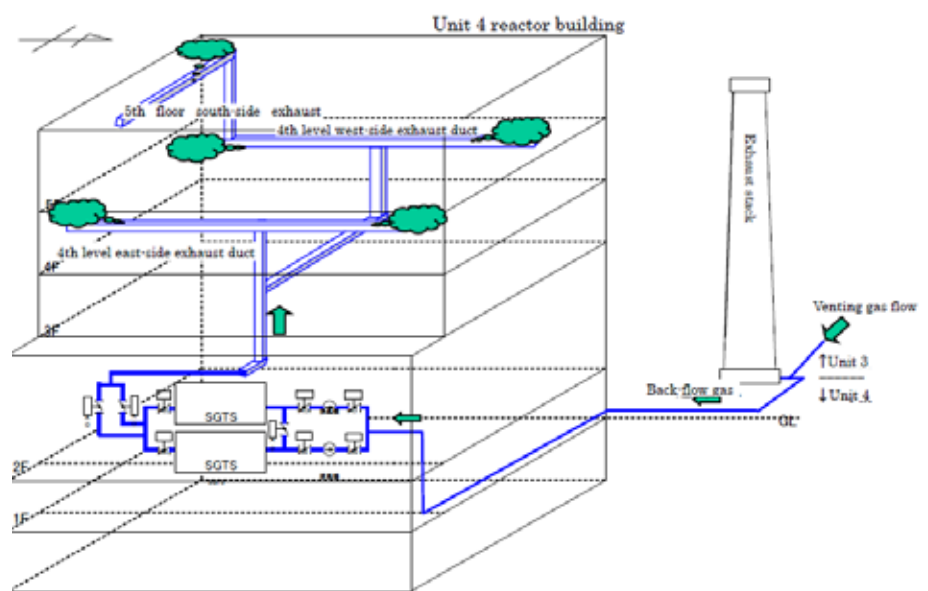 Unit 4 reactor building
5th floor south-side exhaust
4th level west-side exhaust duct
Exhaust stack
4th level east-side exhaust duct
4F
3F
Venting gas flow
↑Unit 3
↓Unit 4
Back-flow gas
GL
SGTS
SGTS
2F
1F